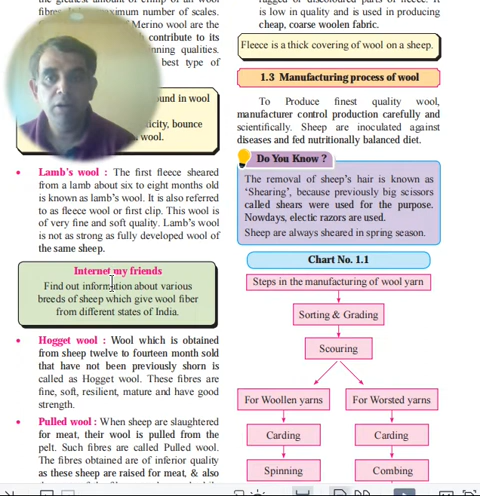 fibres
ximum number of scales.
Merino wool are the
contribute to its
nning qualities.
best type of
ound in wool
icity, bounce
wool.
• Lamb's wool : The first fleece sheared
from a lamb about six to eight months old
is known as lamb's wool. It is also referred
to as fleece wool or first clip. This wool is
of very fine and soft quality. Lamb's wool
is not as strong as fully developed wool of
the same sheep.
Internet my friends
Find out information about various
breeds of sheep which give wool fiber
from different states of India.
• Hogget wool : Wool which is obtained
from sheep twelve to fourteen month sold
that have not been previously shorn is
called as Hogget wool. These fibres are
fine, soft, resilient, mature and have good
strength.
• Pulled wool : When sheep are slaughtered
for meat, their wool is pulled from the
pelt. Such fibres are called Pulled wool.
The fibres obtained are of inferior quality
as these sheep are raised for meat, & also
is low in quality and is used in producing
cheap, coarse woolen fabric.
Fleece is a thick covering of wool on a sheep.
1.3 Manufacturing process of wool
To Produce finest quality wool,
manufacturer control production carefully and
scientifically. Sheep are inoculated against
diseases and fed nutritionally balanced diet.
Do You Know ?
The removal of sheep's hair is known as
'Shearing', because previously big scissors
called shears were used for the purpose.
Nowdays, electic razors are used.
Sheep are always sheared in spring season.
Chart No. 1.1
Steps in the manufacturing of wool yarn
Sorting & Grading
Scouring
For Woollen yarns For Worsted yarns
Carding Carding
Spinning Combing